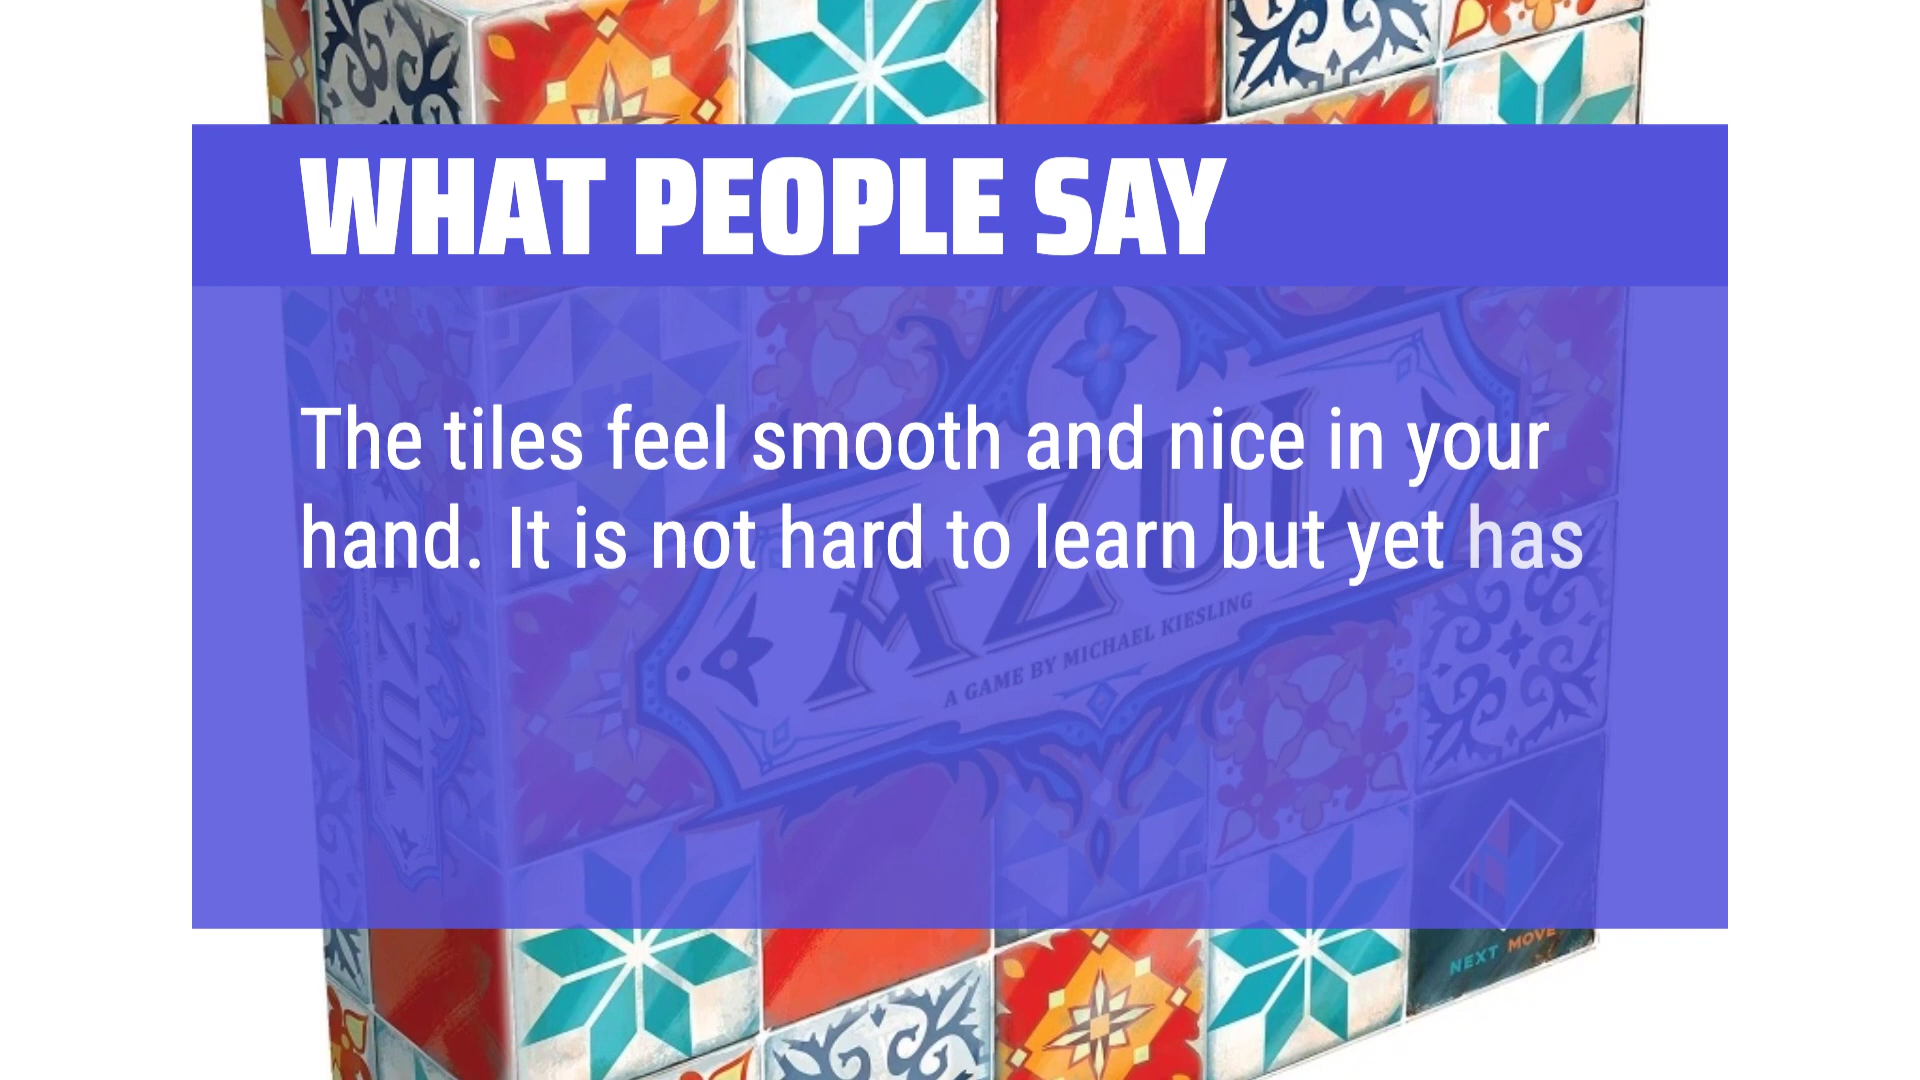 WHAT PEOPLE SAY
The tiles feel smooth and nice in your
hand. It is not hard to learn but yet has
AZUL
A GAME BY MICHAEL KIESLING
AZUL
NEXT MOVE